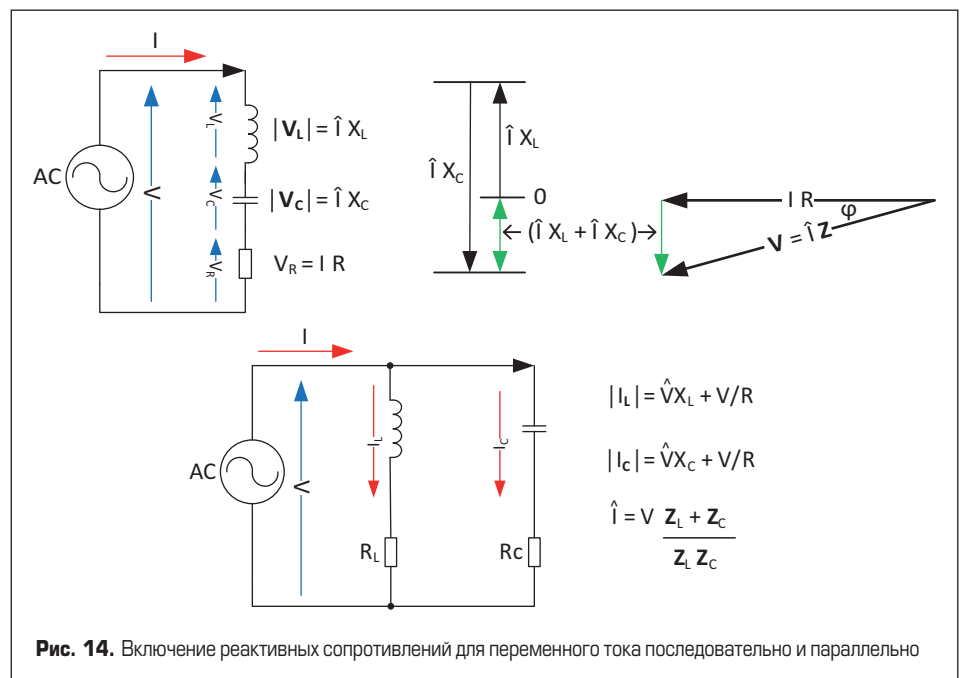 I
AC
V
V_L
V_C
V_R
|V_L| = Î X_L
|V_C| = Î X_C
V_R = I R
Î X_C
Î X_L
0
← (Î X_L + Î X_C) →
I R
φ
V = Î Z
I
AC
V
I_L
I_C
R_L
Rc
|I_L| = V̂X_L + V/R
|I_C| = V̂X_C + V/R
Î = V Z_L + Z_C
Z_L Z_C
Рис. 14. Включение реактивных сопротивлений для переменного тока последовательно и параллельно